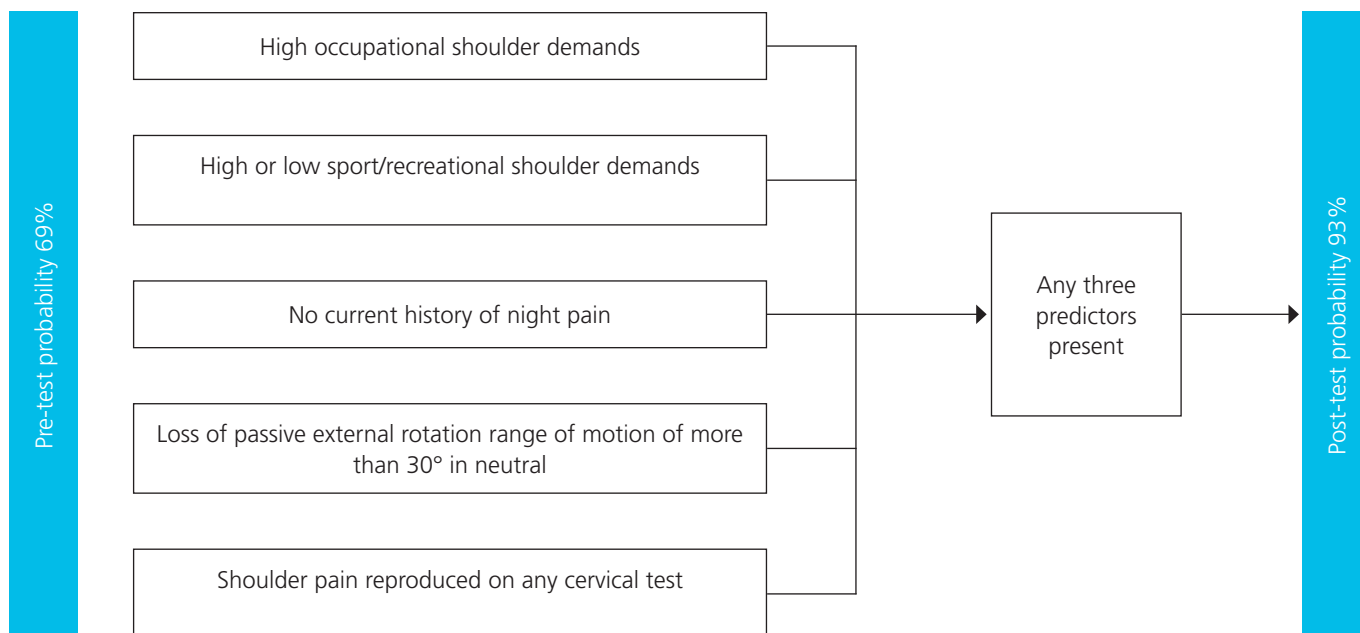 Pre-test probability 69%
High occupational shoulder demands
High or low sport/recreational shoulder demands
No current history of night pain
Loss of passive external rotation range of motion of more
than 30° in neutral
Shoulder pain reproduced on any cervical test
Any three
predictors
present
Post-test probability 93%